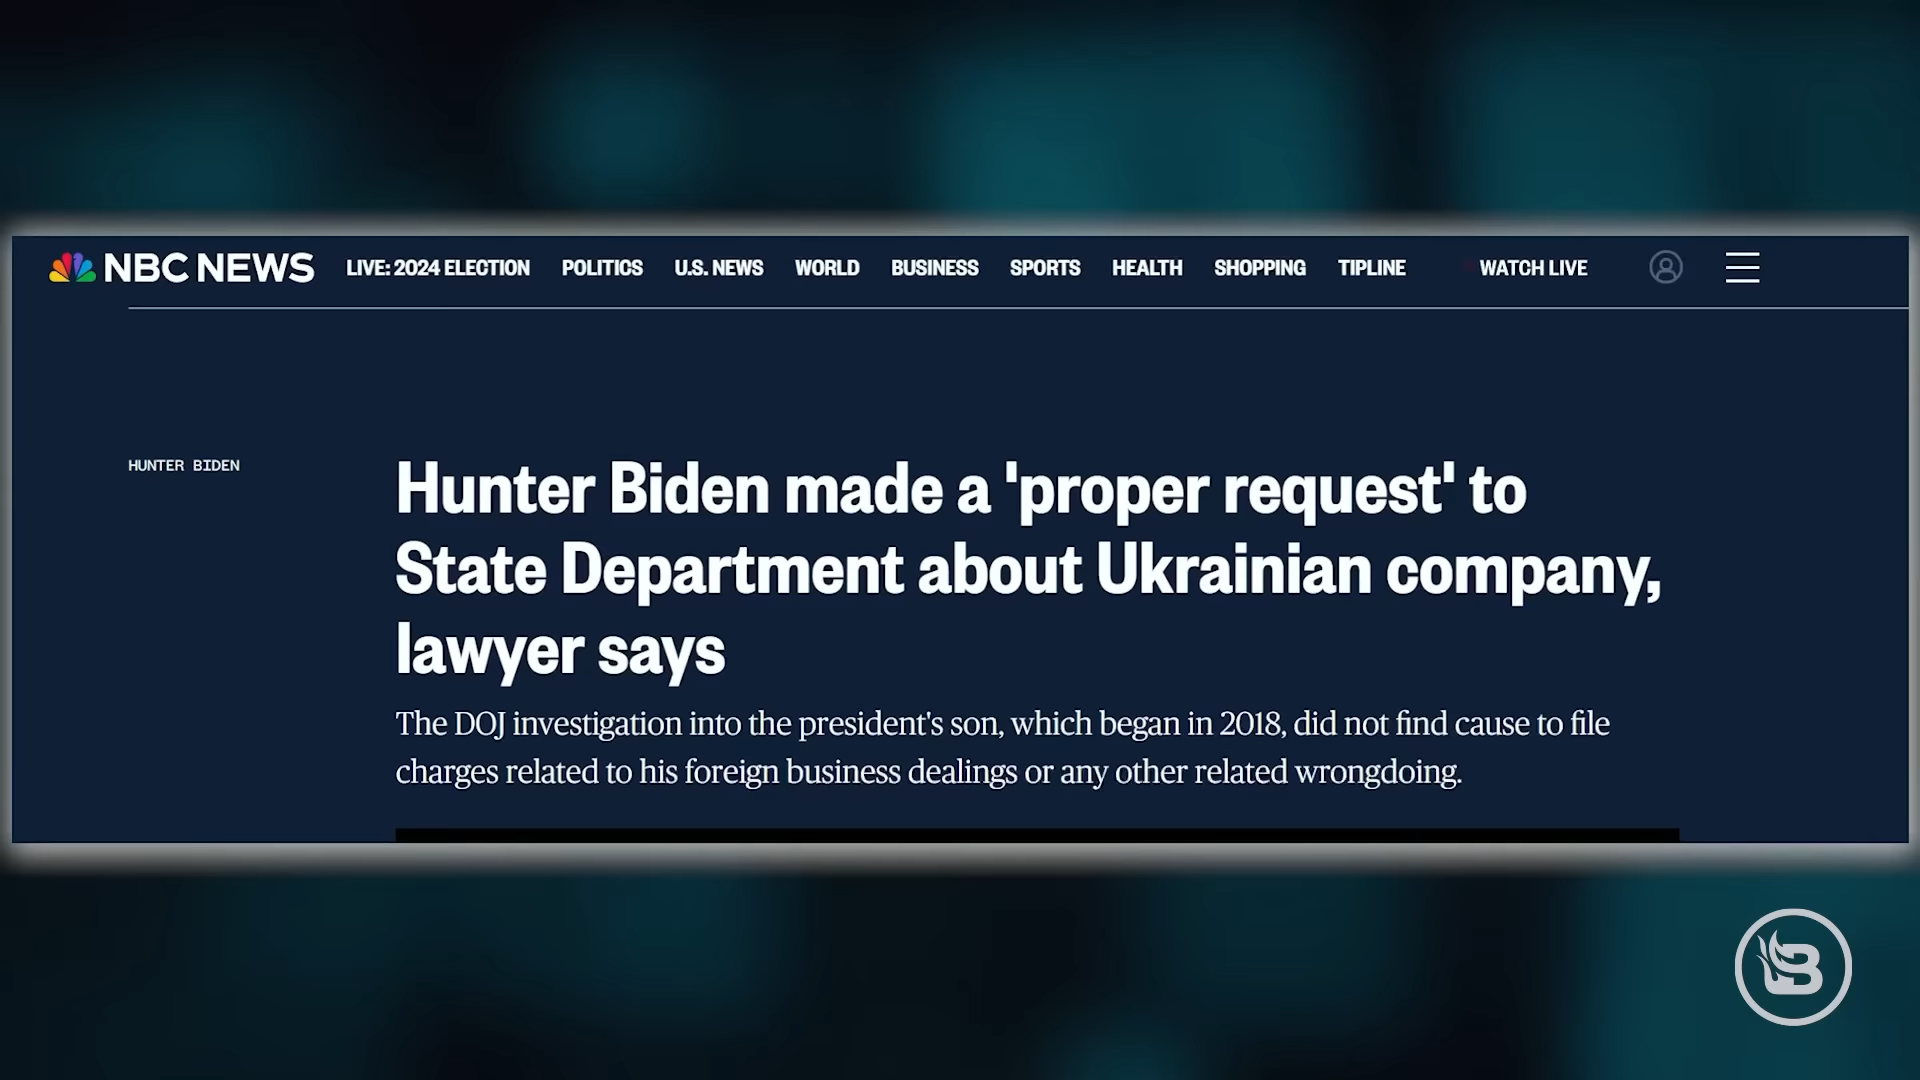 NBC NEWS LIVE: 2024 ELECTION POLITICS U.S. NEWS WORLD BUSINESS SPORTS HEALTH SHOPPING TIPLINE WATCH LIVE
HUNTER BIDEN
Hunter Biden made a 'proper request' to
State Department about Ukrainian company,
lawyer says
The DOJ investigation into the president's son, which began in 2018, did not find cause to file
charges related to his foreign business dealings or any other related wrongdoing.
B